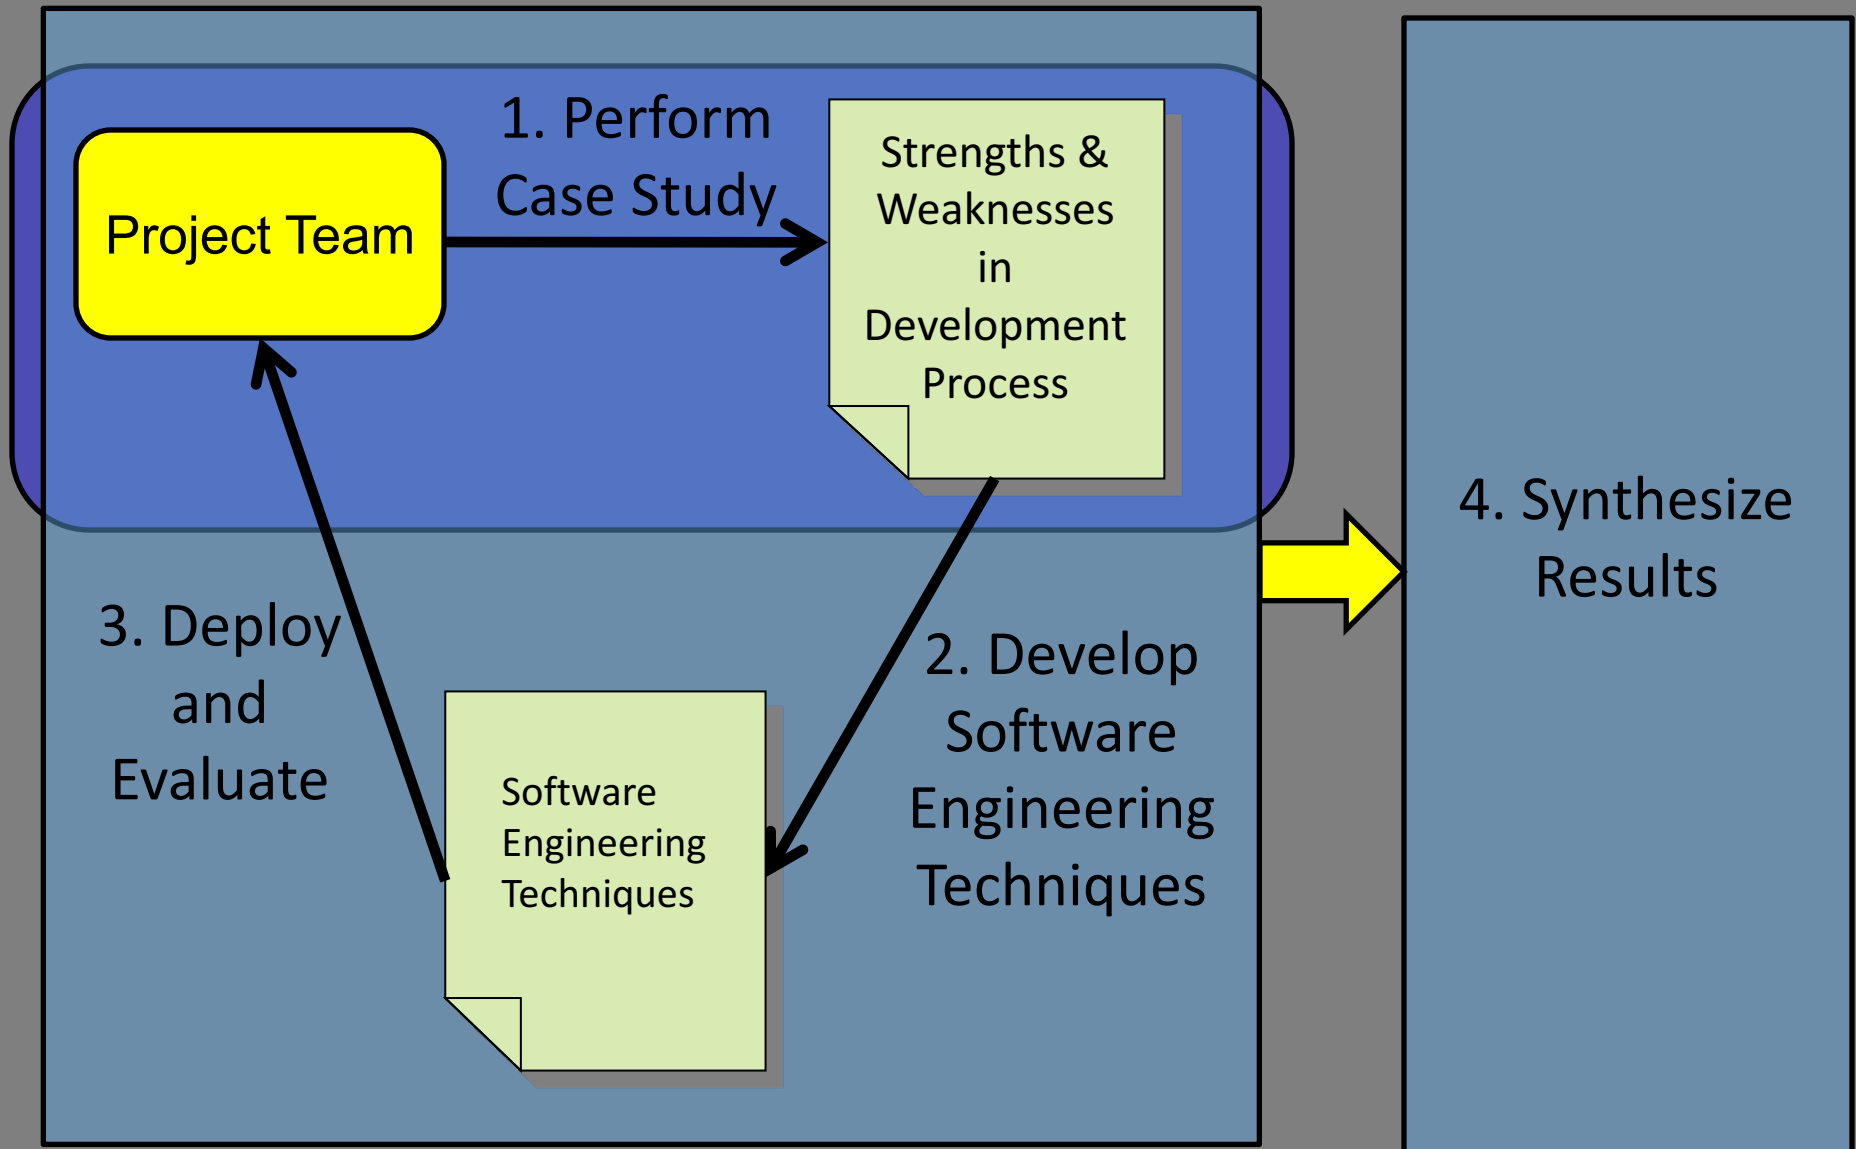 1. Perform
Case Study
Project Team
Strengths &
Weaknesses
in
Development
Process
4. Synthesize
Results
3. Deploy
and
Evaluate
2. Develop
Software
Engineering
Techniques
Software
Engineering
Techniques